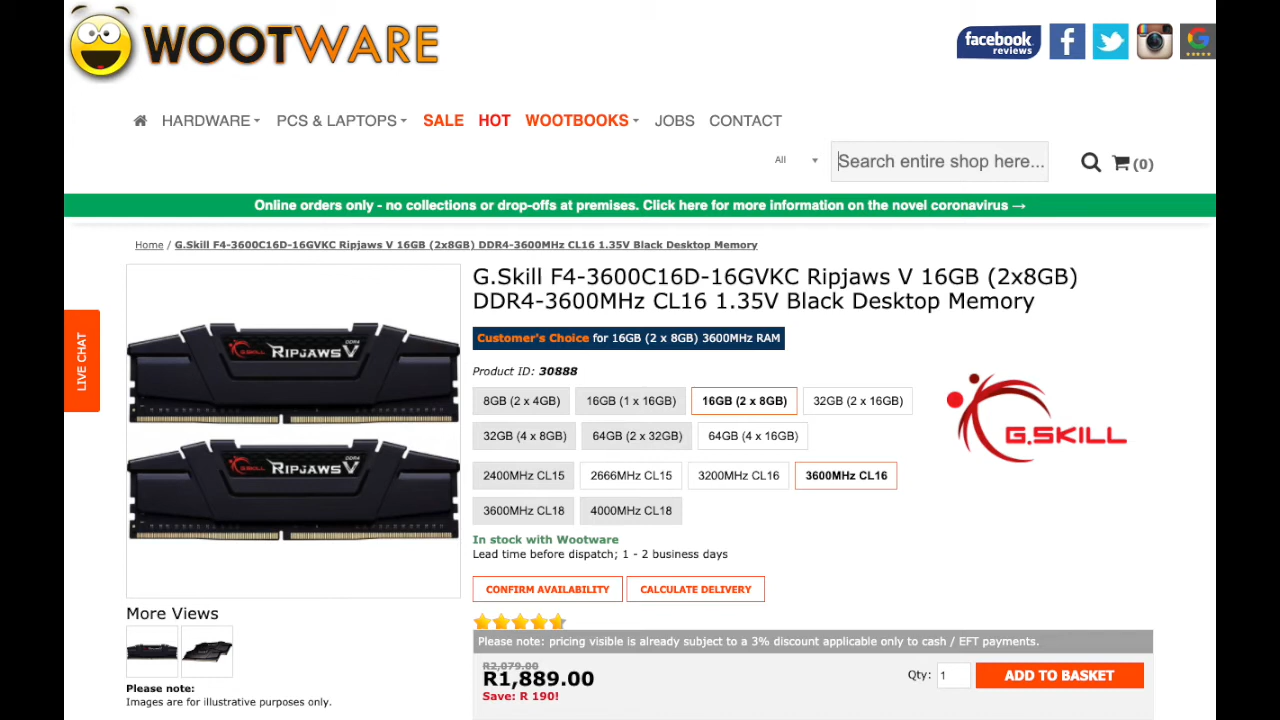 WOOTWARE
facebook
reviews
HARDWARE
PCS & LAPTOPS
SALE
HOT
WOOTBOOKS
JOBS
CONTACT
All
Search entire shop here...
(0)
Online orders only - no collections or drop-offs at premises. Click here for more information on the novel coronavirus →
Home / G.Skill F4-3600C16D-16GVKC Ripjaws V 16GB (2x8GB) DDR4-3600MHz CL16 1.35V Black Desktop Memory
LIVE CHAT
G.SKILL RIPJAWS V DDR4
G.SKILL RIPJAWS V DDR4
More Views
Please note:
Images are for illustrative purposes only.
G.Skill F4-3600C16D-16GVKC Ripjaws V 16GB (2x8GB)
DDR4-3600MHz CL16 1.35V Black Desktop Memory
Customer's Choice for 16GB (2 x 8GB) 3600MHz RAM
Product ID: 30888
8GB (2 x 4GB)
16GB (1 x 16GB)
16GB (2 x 8GB)
32GB (2 x 16GB)
32GB (4 x 8GB)
64GB (2 x 32GB)
64GB (4 x 16GB)
2400MHz CL15
2666MHz CL15
3200MHz CL16
3600MHz CL16
3600MHz CL18
4000MHz CL18
G.SKILL
In stock with Wootware
Lead time before dispatch; 1 - 2 business days
CONFIRM AVAILABILITY
CALCULATE DELIVERY
Please note: pricing visible is already subject to a 3% discount applicable only to cash / EFT payments.
R2,079.00
R1,889.00
Save: R 190!
Qty: 1
ADD TO BASKET